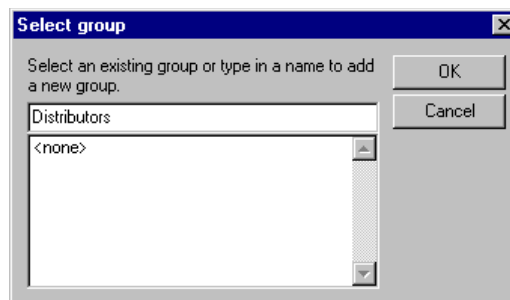 Select group
Select an existing group or type in a name to add
a new group.
OK
Distributors
Cancel
<none>